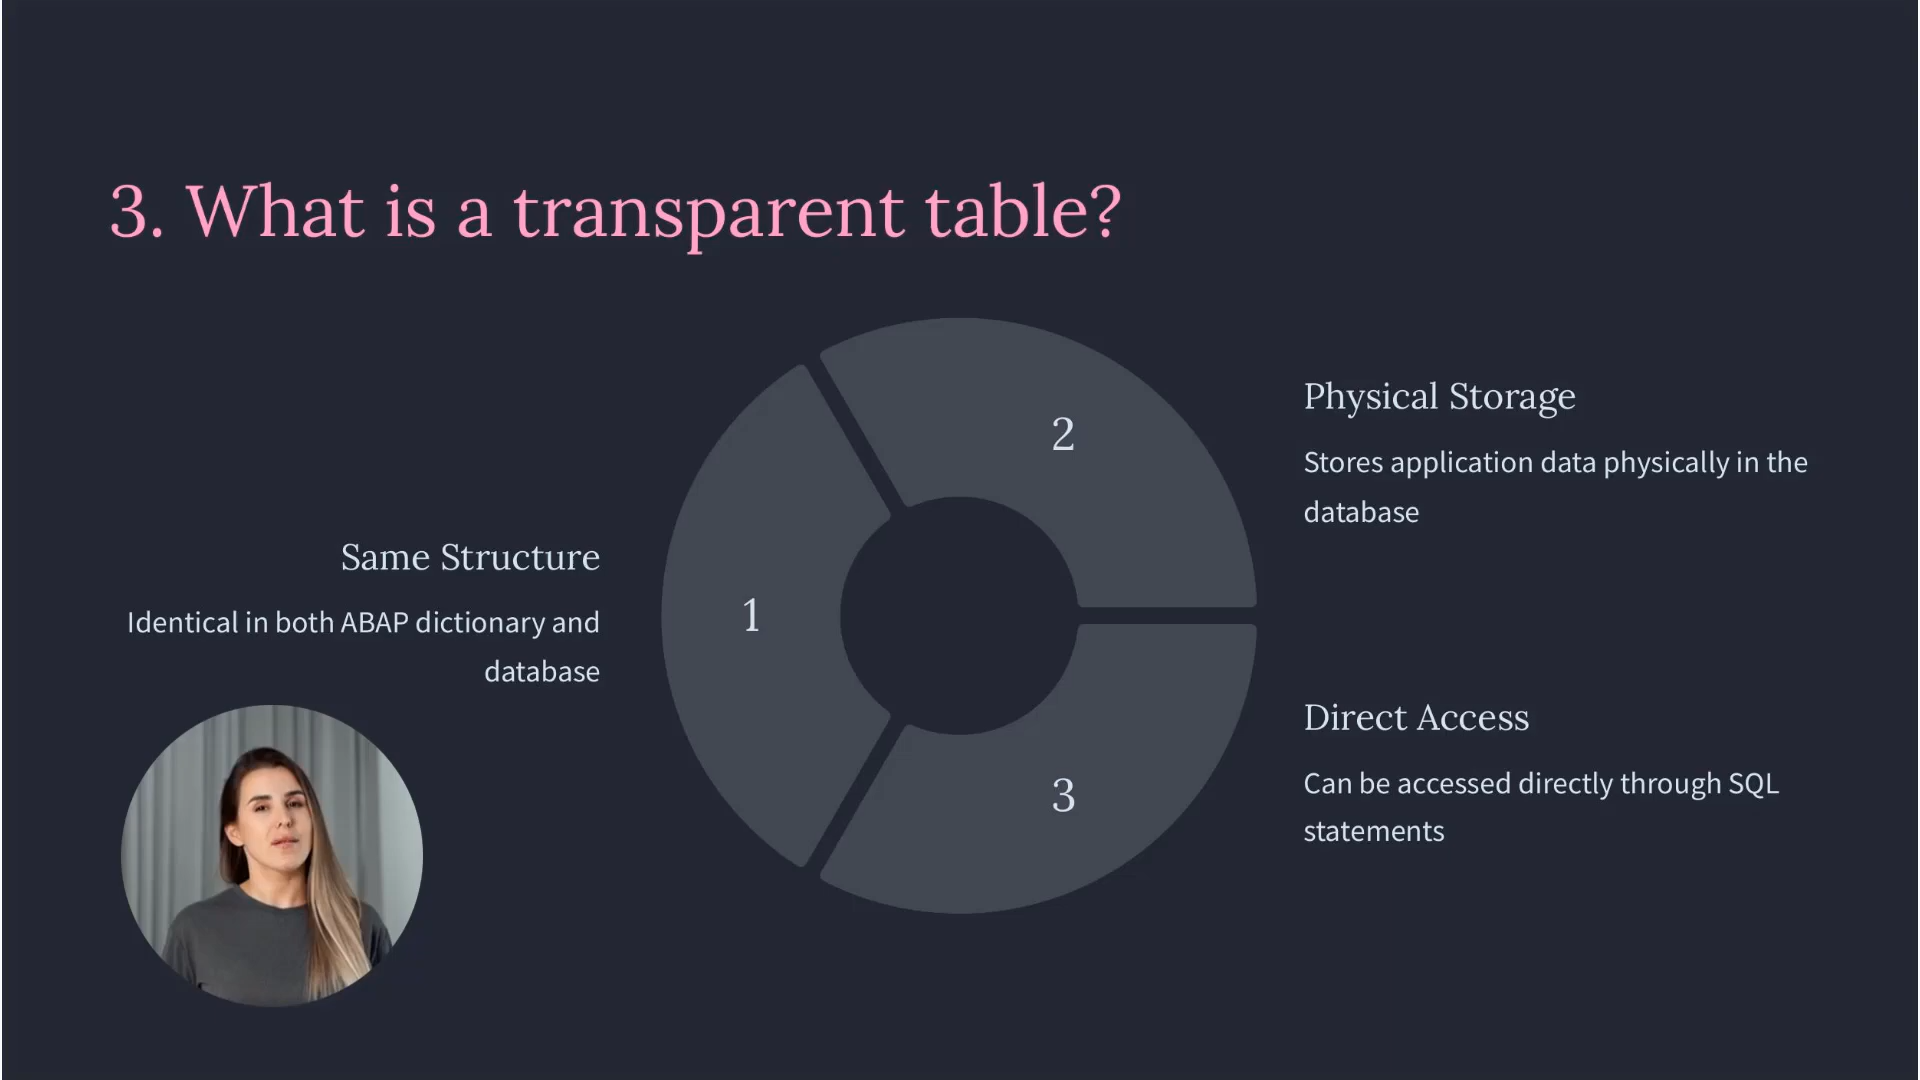 3. What is a transparent table?
1
Same Structure
Identical in both ABAP dictionary and
database
2
Physical Storage
Stores application data physically in the
database
3
Direct Access
Can be accessed directly through SQL
statements